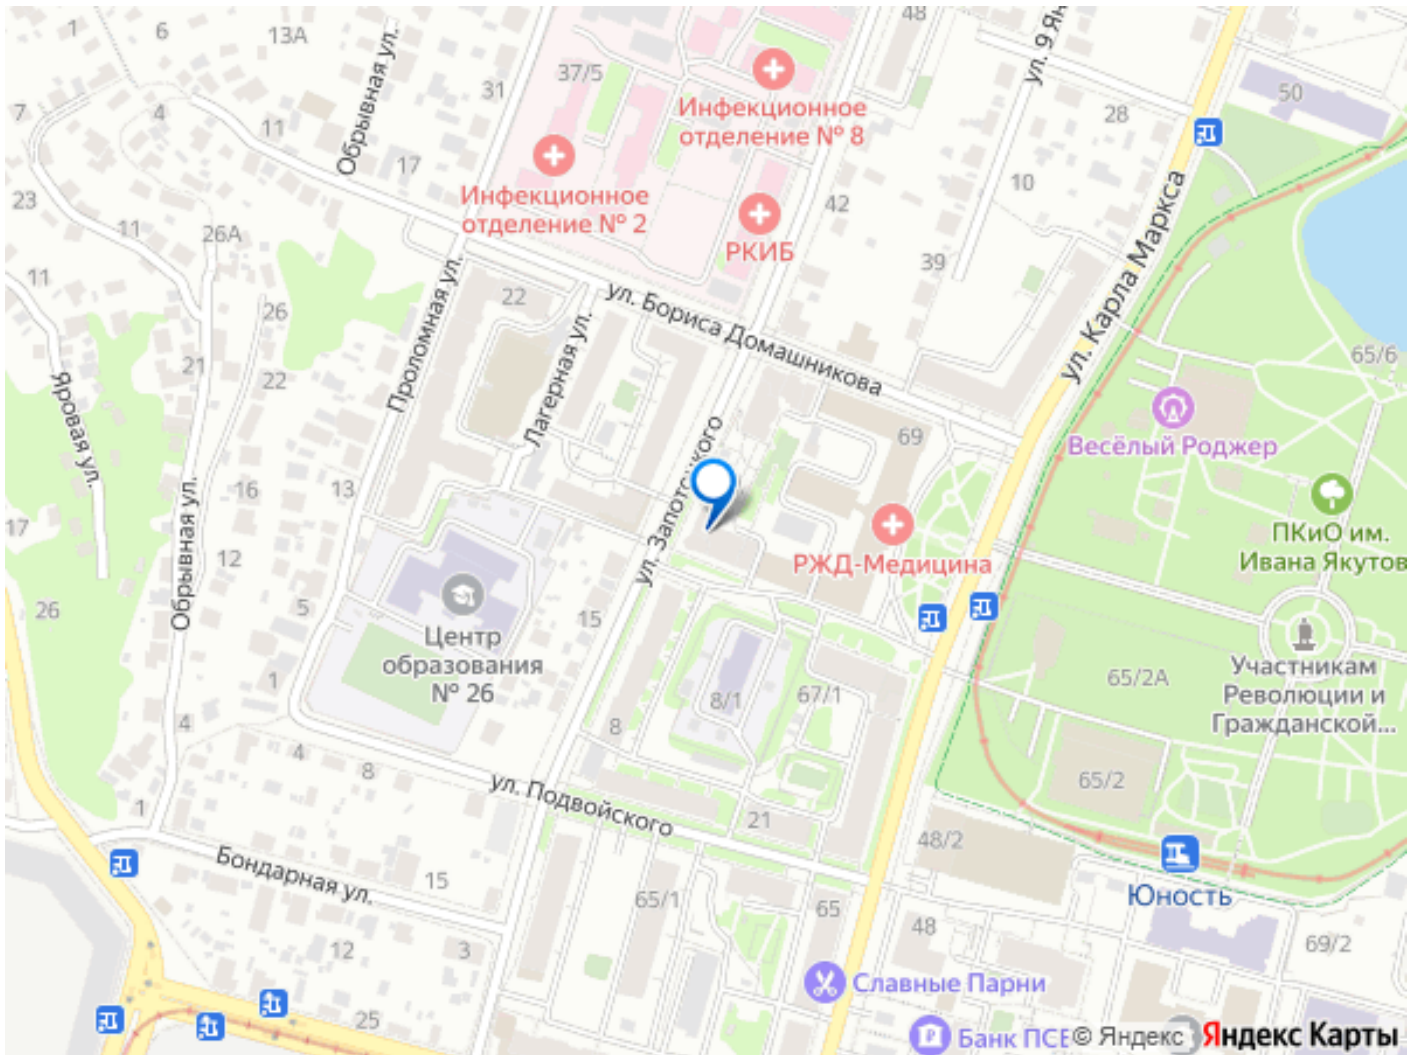 1
6
13А
Обрывная ул.
37/5
31
48
ул. 9 Ян
50
Инфекционное
отделение № 8
28
7
4
11
17
Инфекционное
отделение № 2
10
23
42
РКИБ
ул. Карла Маркса
11
26А
39
11
Проломная ул.
22
ул. Бориса Домашникова
26
65/6
21
22
Лагерная ул.
Яровая ул.
Весёлый Роджер
69
ул. Запотоцкого
16
13
17
ПКиО им.
Ивана Якутов
РЖД-Медицина
12
Обрывная ул.
26
5
15
Центр
образования
№ 26
Участникам
Революции и
Гражданской...
65/2А
1
8/1
67/1
4
8
4
8
65/2
ул. Подвойского
1
21
48/2
Бондарная ул.
15
Юность
65/1
65
48
12
3
69/2
Славные Парни
25
Банк ПСБ
© Яндекс
Яндекс Карты